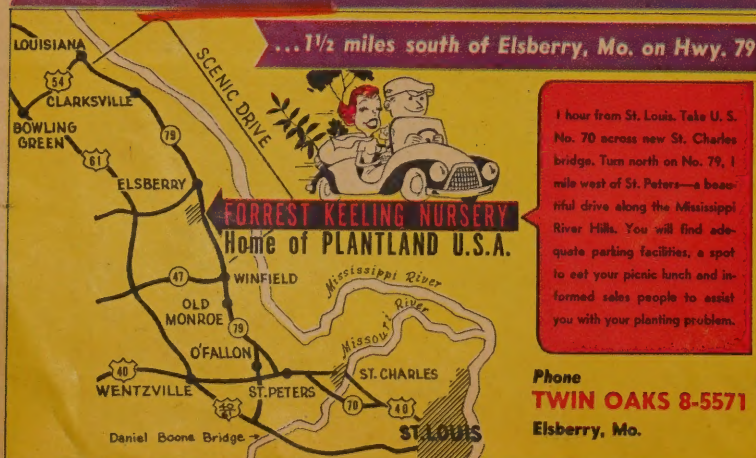 ...1½ miles south of Elsberry, Mo. on Hwy. 79
LOUISIANA
54
CLARKSVILLE
BOWLING
GREEN
61
79
SCENIC DRIVE
ELSBERRY
FORREST KEELING NURSERY
Home of PLANTLAND U.S.A.
47
WINFIELD
Mississippi River
OLD
MONROE
79
Missouri River
O'FALLON
40
WENTZVILLE
ST. PETERS
ST. CHARLES
70
40
40
61
ST. LOUIS
Daniel Boone Bridge
1 hour from St. Louis. Take U. S.
No. 70 across new St. Charles
bridge. Turn north on No. 79, 1
mile west of St. Peters—a beau-
tiful drive along the Mississippi
River Hills. You will find ade-
quate parking facilities, a spot
to eat your picnic lunch and in-
formed sales people to assist
you with your planting problem.
Phone
TWIN OAKS 8-5571
Elsberry, Mo.